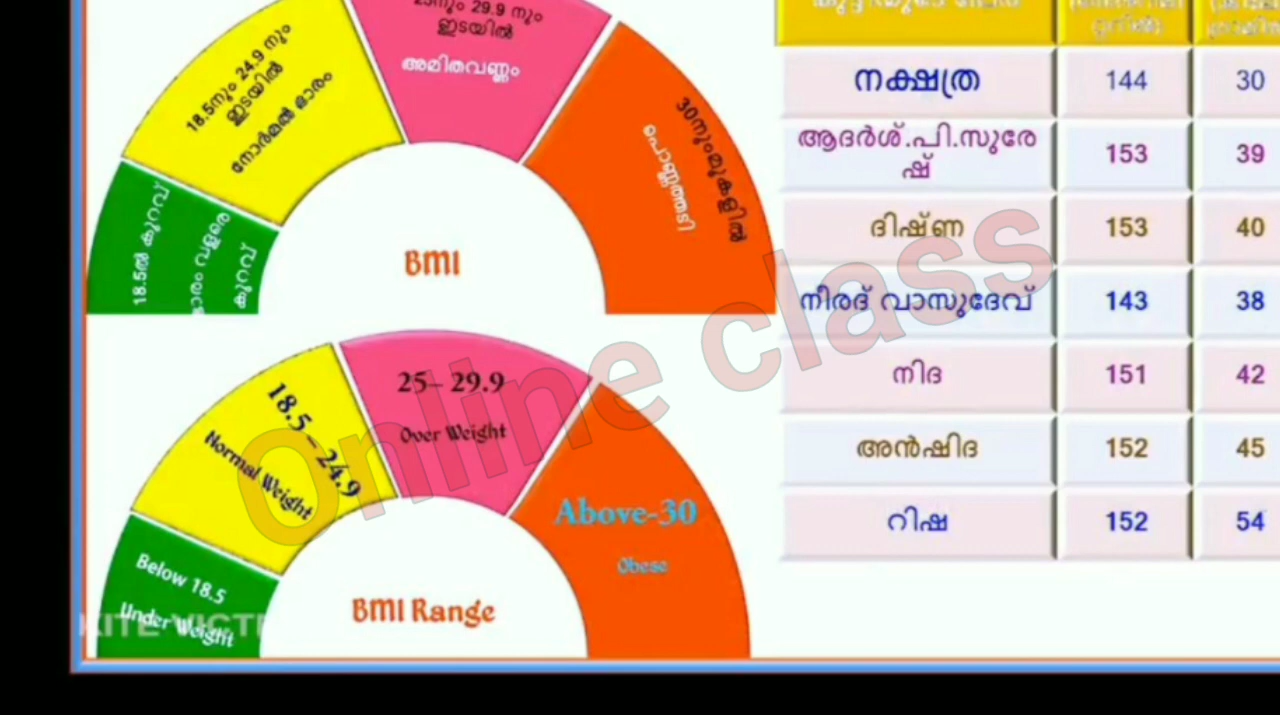 25നും 29.9 നും
ഇടയിൽ
അമിതവണ്ണം
18.5നും 24.9 നും
ഇടയിൽ
നോർമൽ ഭാരം
30നുംമുകളിൽ
പൊണ്ണത്തടി
18.5ൽ കുറവ്
വളരെ
കുറവ്
BMI
25– 29.9
Over Weight
18.5 – 24.9
Normal Weight
Above-30
Obese
Below 18.5
Under Weight
BMI Range
നക്ഷത്ര 144 30
ആദർശ്.പി.സുരേ
ഷ് 153 39
ദിഷ്ണ 153 40
നീരദ് വാസുദേവ് 143 38
നിദ 151 42
അൻഷിദ 152 45
റിഷ 152 54
Online class
KITE VICTE